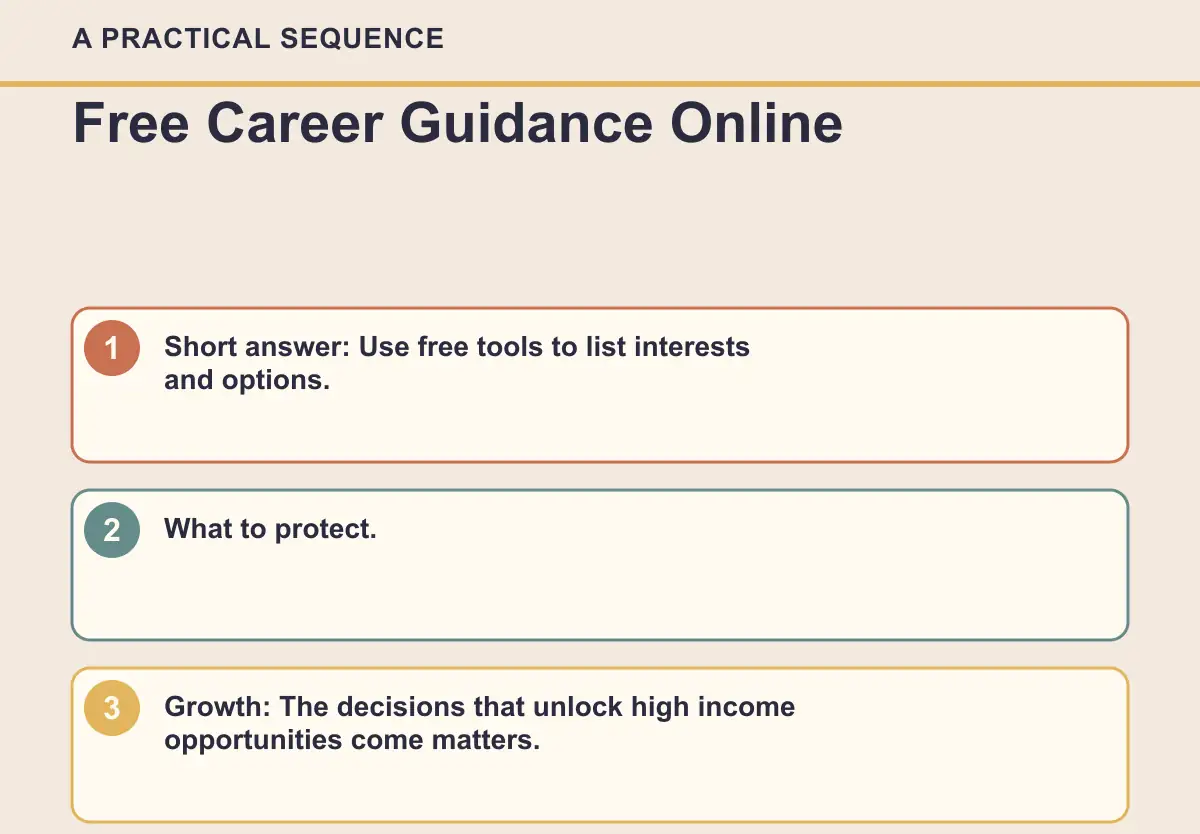 A PRACTICAL SEQUENCE
Free Career Guidance Online
1
Short answer: Use free tools to list interests
and options.
2
What to protect.
3
Growth: The decisions that unlock high income
opportunities come matters.